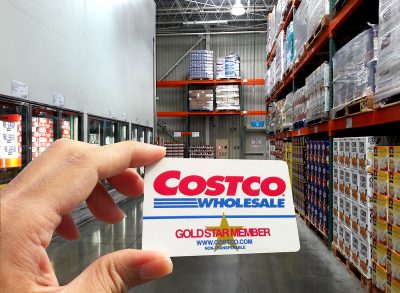 COSTCO
WHOLESALE
GOLD STAR MEMBER
WWW.COSTCO.COM
NON-TRANSFERABLE